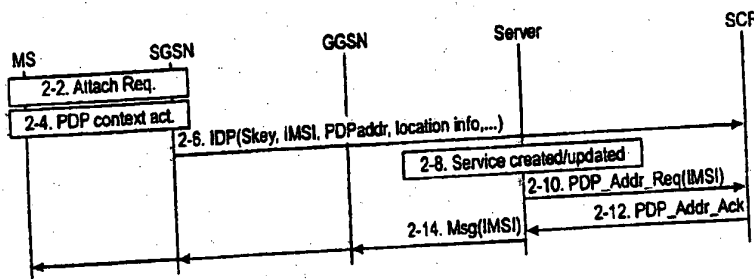 MS
SGSN
GGSN
Server
SCF
2-2. Attach Req.
2-4. PDP context act.
2-6. IDP(Skey, IMSI, PDPaddr, location info,...)
2-8. Service created/updated
2-10. PDP_Addr_Req(IMSI)
2-12. PDP_Addr_Ack
2-14. Msg(IMSI)